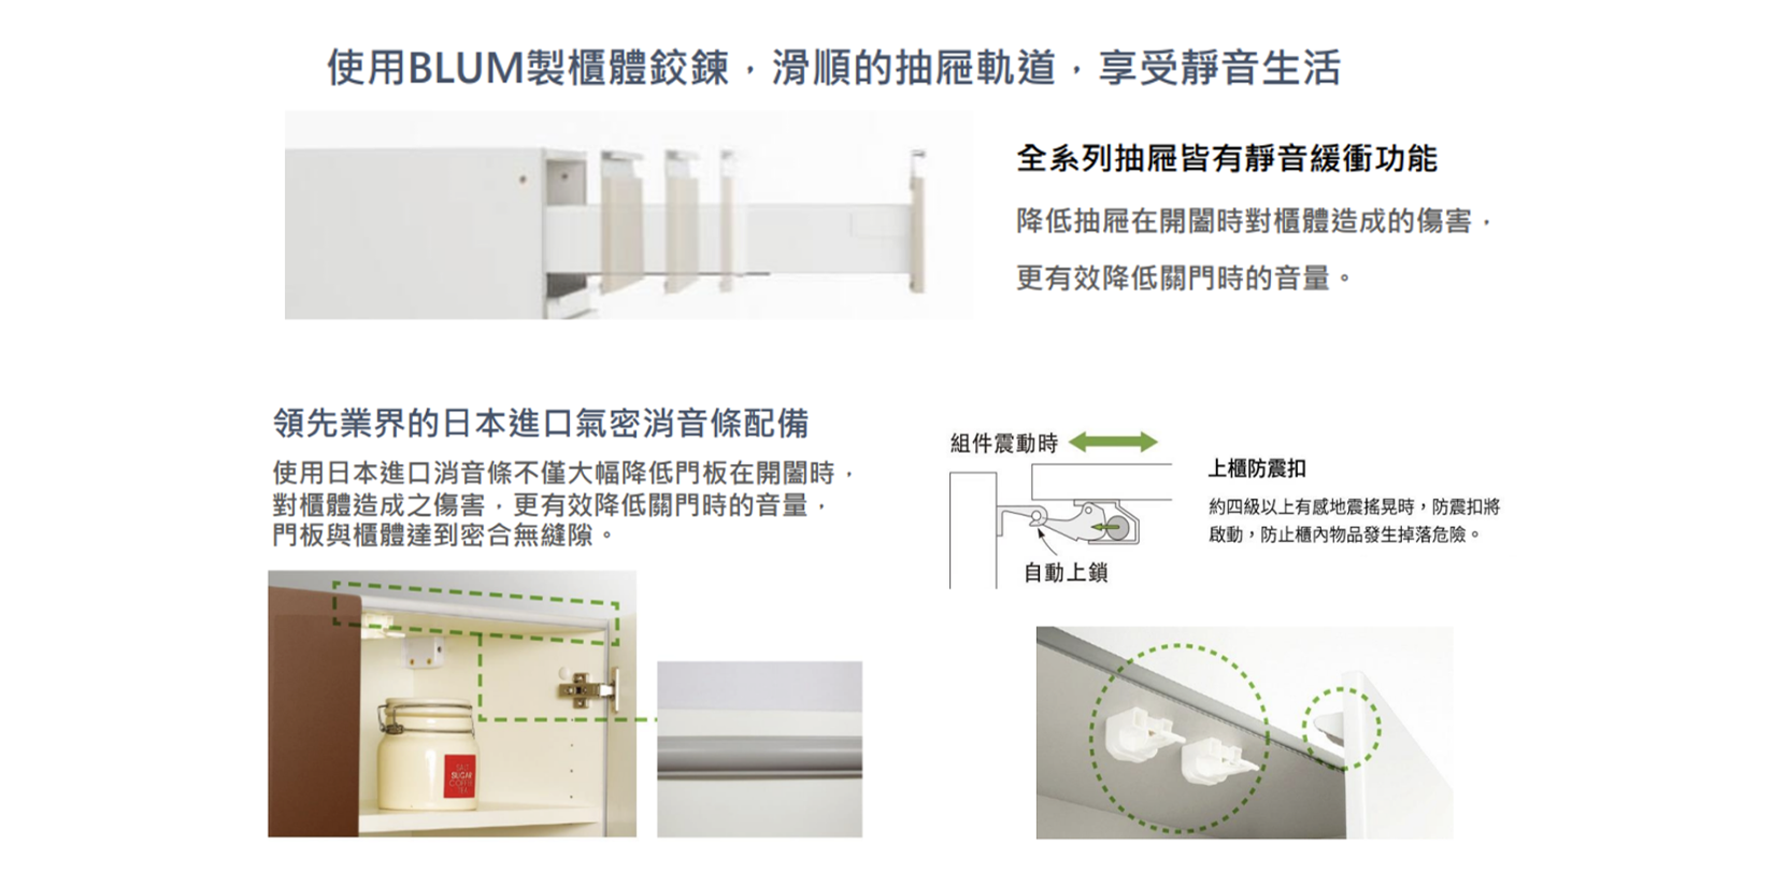 使用BLUM製櫃體鉸鍊，滑順的抽屜軌道，享受靜音生活
全系列抽屜皆有靜音緩衝功能
降低抽屜在開闔時對櫃體造成的傷害，
更有效降低關門時的音量。
領先業界的日本進口氣密消音條配備
使用日本進口消音條不僅大幅降低門板在開闔時，
對櫃體造成之傷害，更有效降低關門時的音量，
門板與櫃體達到密合無縫隙。
組件震動時
自動上鎖
上櫃防震扣
約四級以上有感地震搖晃時，防震扣將
啟動，防止櫃內物品發生掉落危險。
SUGAR